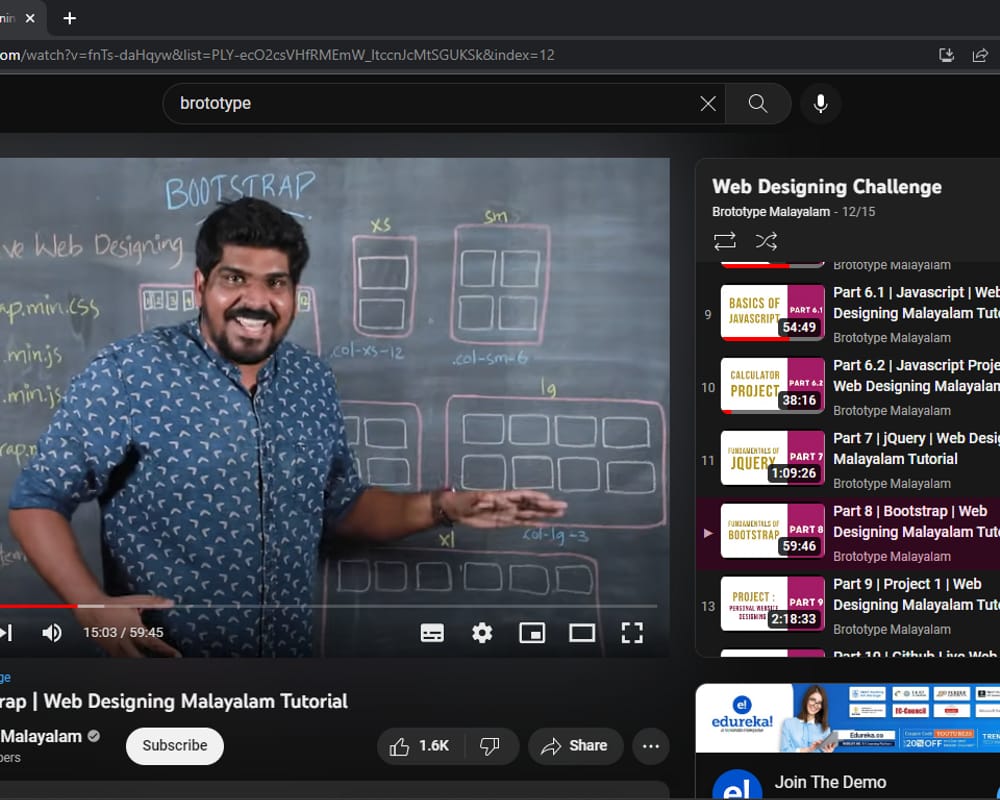 nin
om/watch?v=fnTs-daHqyw&list=PLY-ecO2csVHfRMEmW_ItccnJcMtSGUKSk&index=12
brototype
BOOTSTRAP
ve Web Designing
ap.min.css
.min.js
.min.js
xs
sm
.col-xs-12
.col-sm-6
lg
col-lg-3
xl
15:03 / 59:45
ge
rap | Web Designing Malayalam Tutorial
Malayalam
bers
Subscribe
1.6K
Share
Web Designing Challenge
Brototype Malayalam - 12/15
Brototype Malayalam
9
BASICS OF
JAVASCRIPT
PART 6.1
54:49
Part 6.1 | Javascript | Web
Designing Malayalam Tuto
Brototype Malayalam
10
CALCULATOR
PROJECT
PART 6.2
38:16
Part 6.2 | Javascript Proje
Web Designing Malayalam
Brototype Malayalam
11
FUNDAMENTALS OF
JQUERY
PART 7
1:09:26
Part 7 | jQuery | Web Desig
Malayalam Tutorial
Brototype Malayalam
FUNDAMENTALS OF
BOOTSTRAP
PART 8
59:46
Part 8 | Bootstrap | Web
Designing Malayalam Tuto
Brototype Malayalam
13
PROJECT :
PERSONAL WEBSITE
DESIGNING
PART 9
2:18:33
Part 9 | Project 1 | Web
Designing Malayalam Tuto
Brototype Malayalam
Part 10 | Github Live Web
edureka!
EC-Council
Edureka.co
Coupon Code YOUTUBE20
20% OFF
TREN
el
Join The Demo